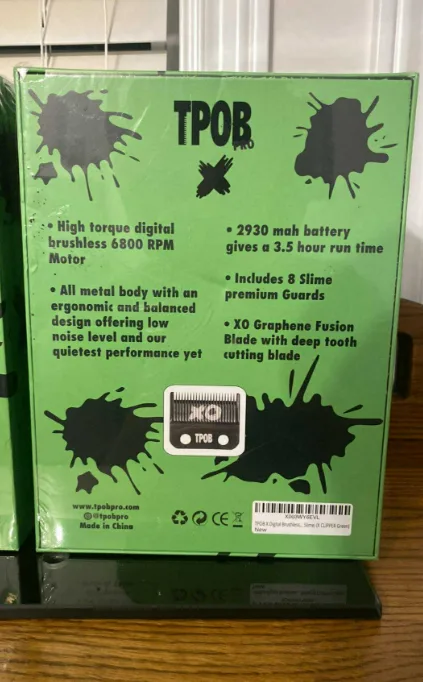 TPOB
PRO
X
• High torque digital
brushless 6800 RPM
Motor
• All metal body with an
ergonomic and balanced
design offering low
noise level and our
quietest performance yet
• 2930 mah battery
gives a 3.5 hour run time
• Includes 8 Slime
premium Guards
• XO Graphene Fusion
Blade with deep tooth
cutting blade
XO
TPOB
www.tpobpro.com
@tpobpro
Made in China
CE
New